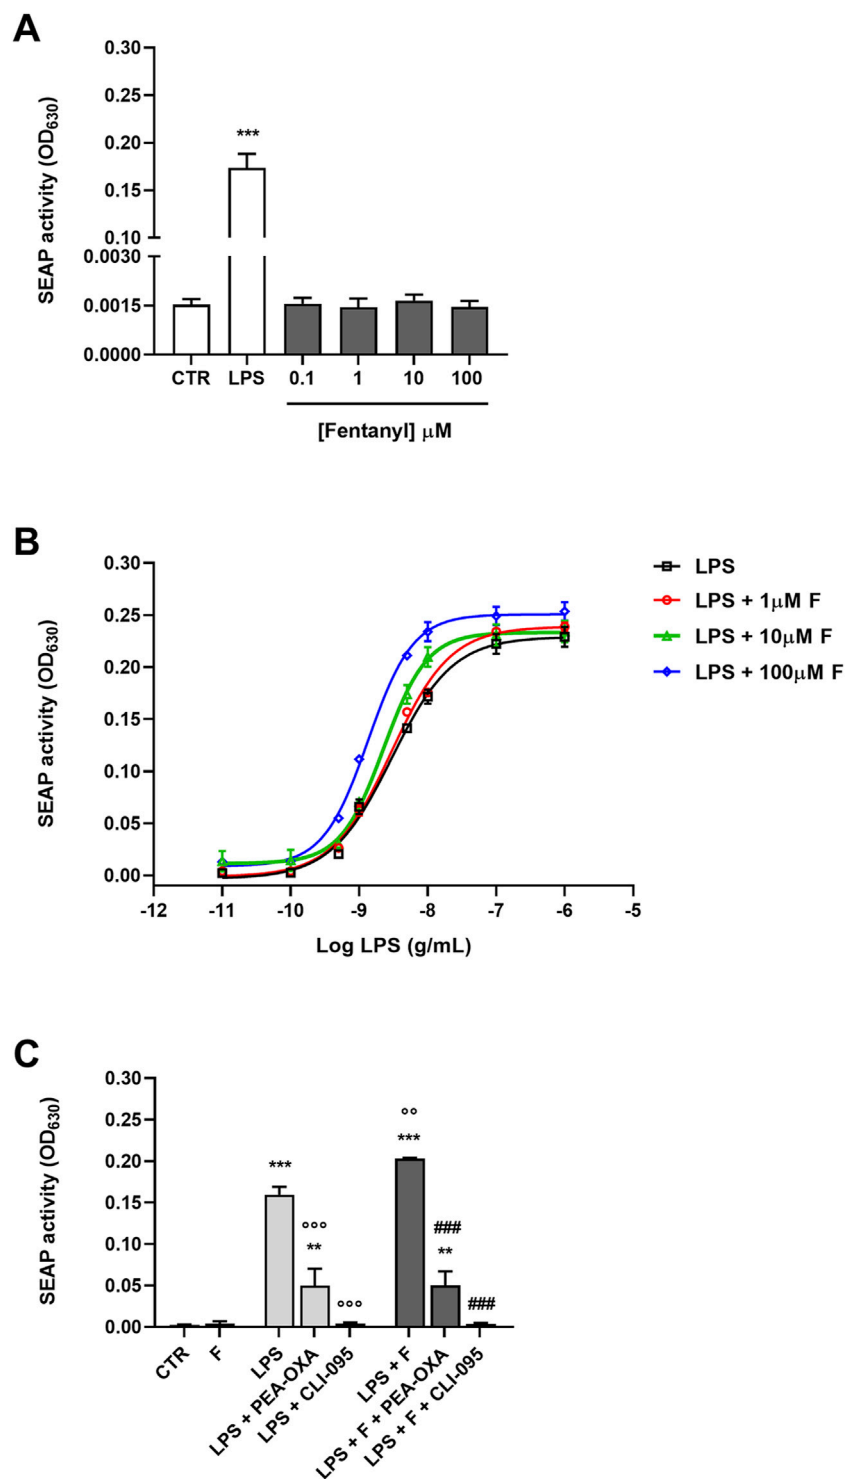 A
SEAP activity (OD630)
0.30
0.25
0.20
0.15
0.10
0.0030
0.0015
0.0000
***
CTR LPS 0.1 1 10 100
[Fentanyl] μM
B
SEAP activity (OD630)
0.30
0.25
0.20
0.15
0.10
0.05
0.00
-12 -11 -10 -9 -8 -7 -6 -5
Log LPS (g/mL)
LPS
LPS + 1μM F
LPS + 10μM F
LPS + 100μM F
C
SEAP activity (OD630)
0.30
0.25
0.20
0.15
0.10
0.05
0.00
***
°°°
**
°°°
°°
***
###
**
###
CTR
F
LPS
LPS + PEA-OXA
LPS + CLI-095
LPS + F
LPS + F + PEA-OXA
LPS + F + CLI-095